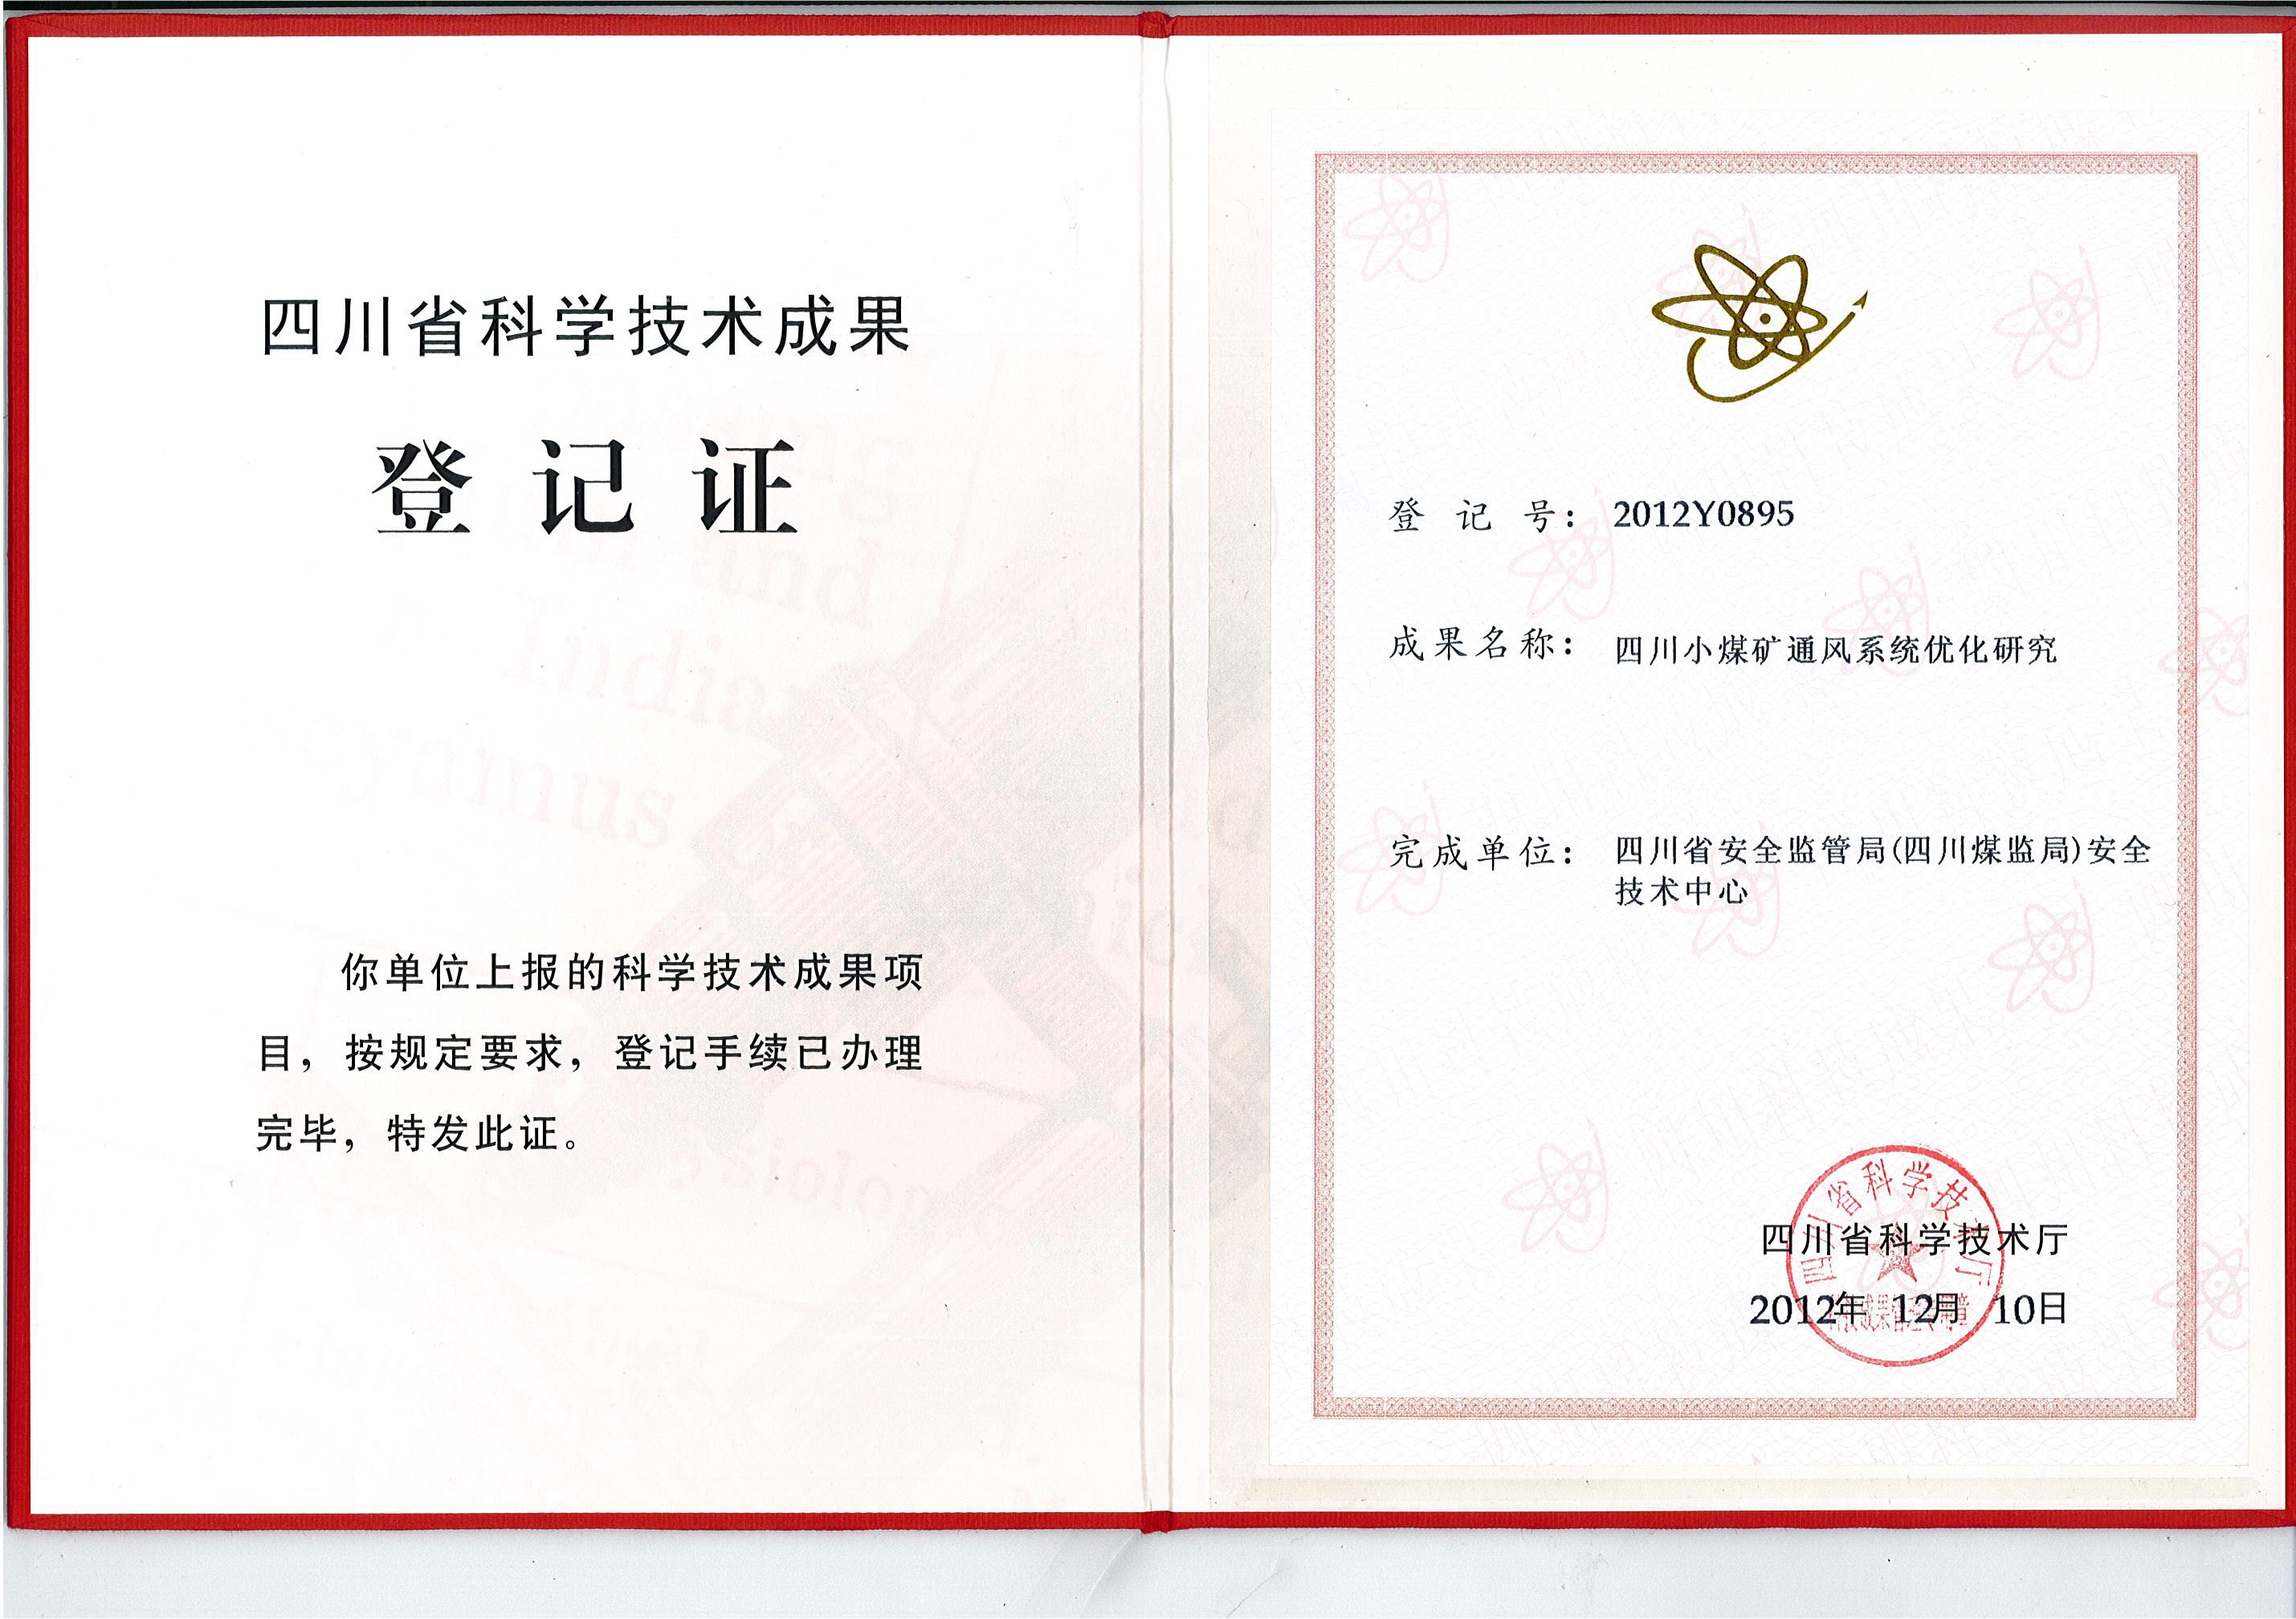 四川省科学技术成果
登记证
你单位上报的科学技术成果项
目，按规定要求，登记手续已办理
完毕，特发此证。
登 记 号： 2012Y0895
成果名称： 四川小煤矿通风系统优化研究
完成单位： 四川省安全监管局(四川煤监局)安全
技术中心
四川省科学技术厅
四川省科学技术厅
2012年 12月 10日